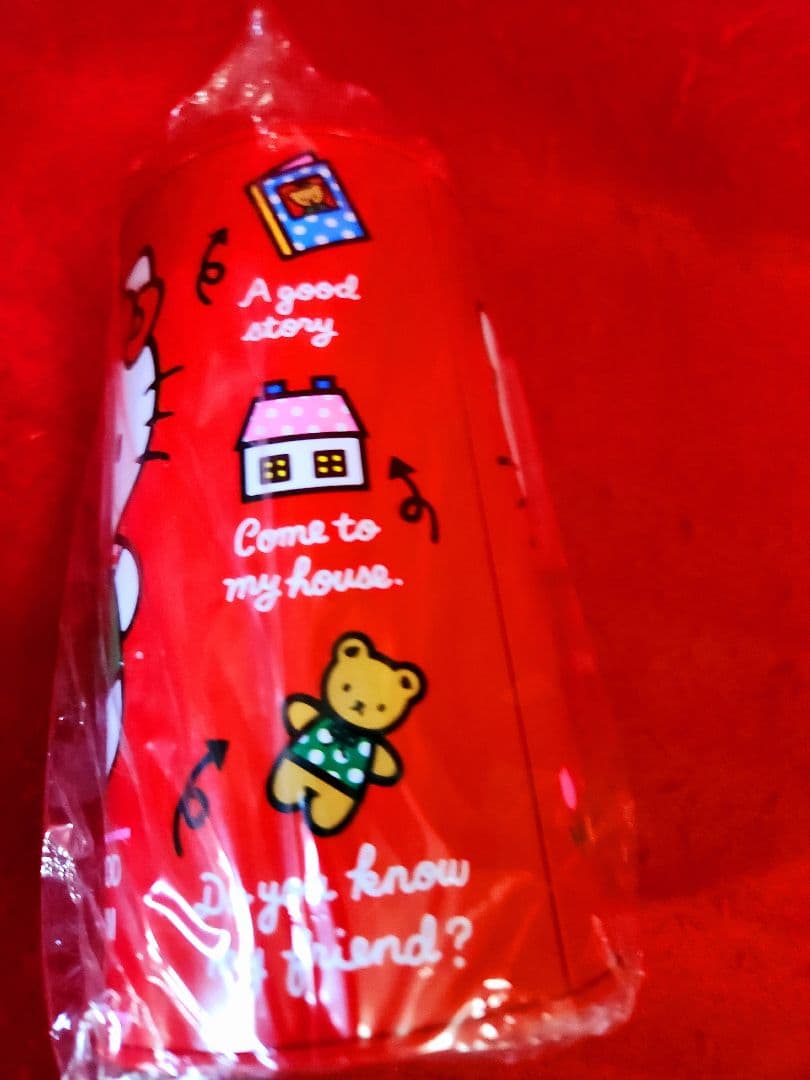 A good
story
Come to
my house.
Do you know
my friend?